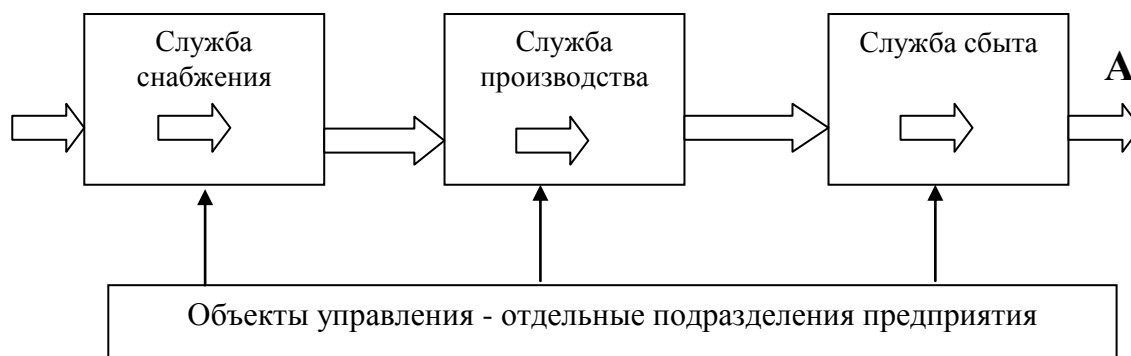 Служба
снабжения
Служба
производства
Служба сбыта
А
Объекты управления - отдельные подразделения предприятия